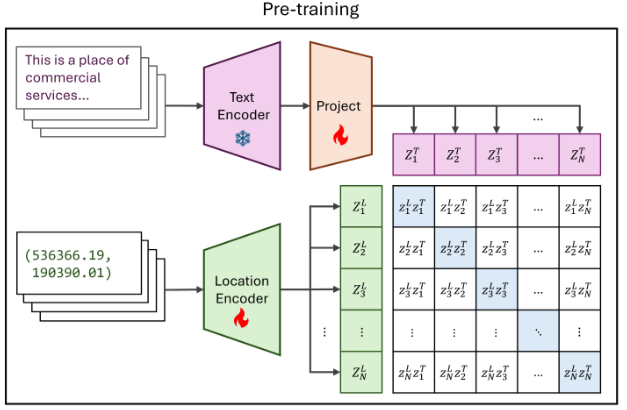 Pre-training
This is a place of
commercial
services...
Text
Encoder
Project
...
Z_1^T Z_2^T Z_3^T ... Z_N^T
(536366.19,
190390.01)
Location
Encoder
Z_1^L z_1^L z_1^T z_1^L z_2^T z_1^L z_3^T ... z_1^L z_N^T
Z_2^L z_2^L z_1^T z_2^L z_2^T z_2^L z_3^T ... z_2^L z_N^T
Z_3^L z_3^L z_1^T z_3^L z_2^T z_3^L z_3^T ... z_3^L z_N^T
⋮ ⋮ ⋮ ⋮ ⋮ ⋱ ⋮
Z_N^L z_N^L z_1^T z_N^L z_2^T z_N^L z_3^T ... z_N^L z_N^T